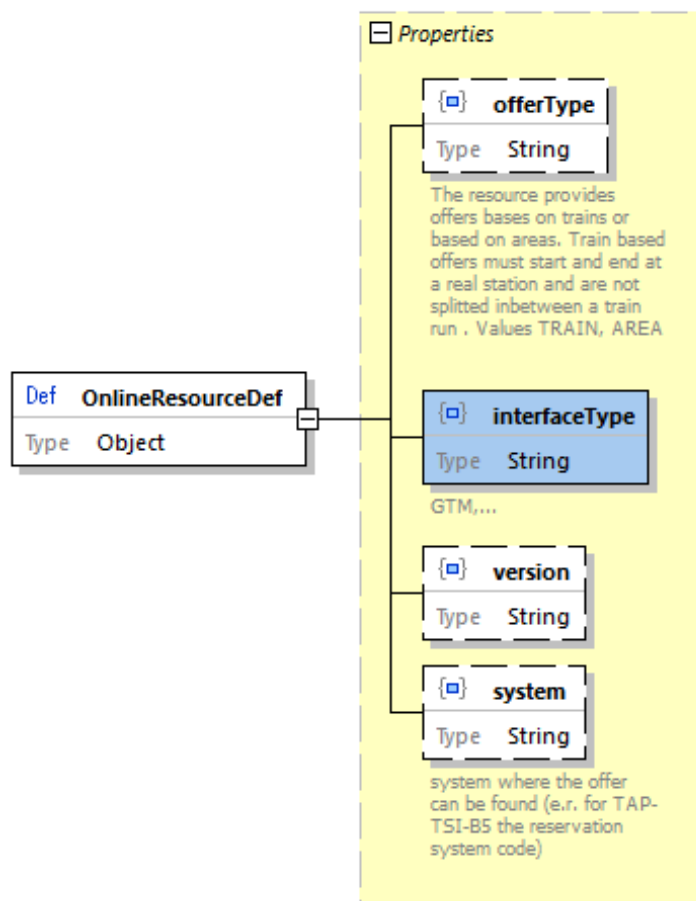 Properties
offerType
Type String
The resource provides
offers bases on trains or
based on areas. Train based
offers must start and end at
a real station and are not
splitted inbetween a train
run . Values TRAIN, AREA
Def OnlineResourceDef
Type Object
interfaceType
Type String
GTM,...
version
Type String
system
Type String
system where the offer
can be found (e.r. for TAP-
TSI-B5 the reservation
system code)